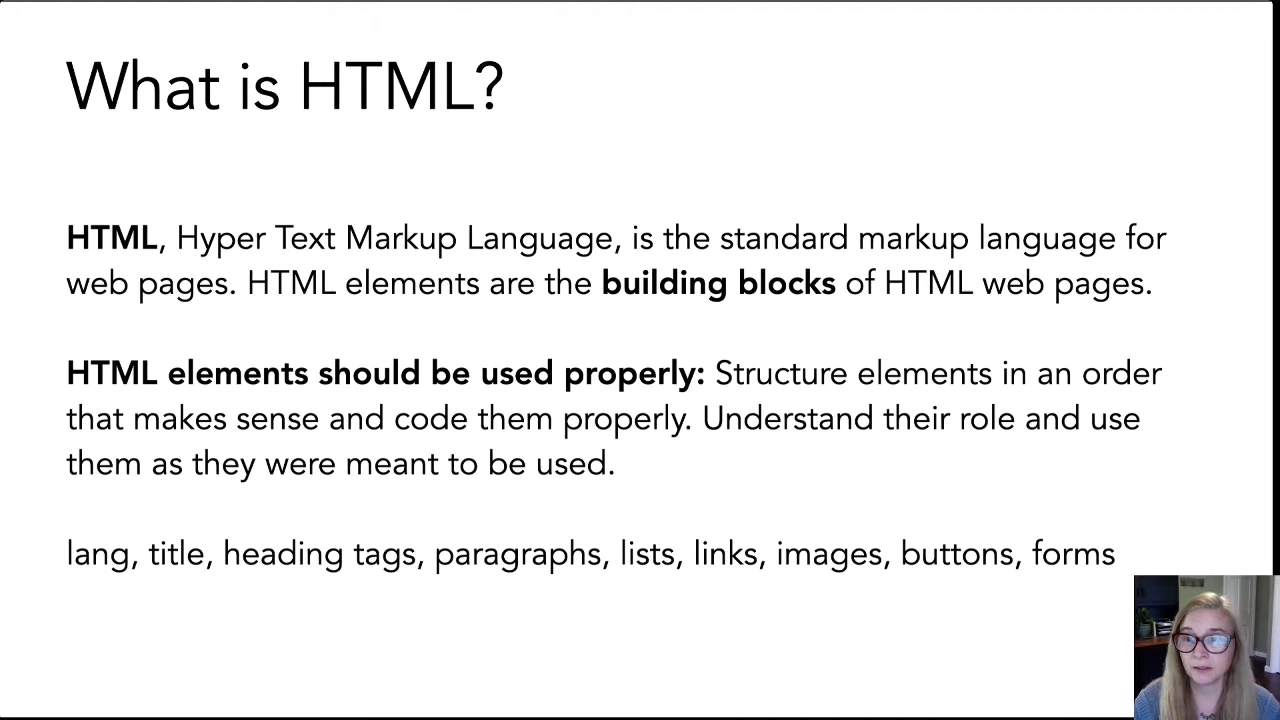 What is HTML?
HTML, Hyper Text Markup Language, is the standard markup language for
web pages. HTML elements are the building blocks of HTML web pages.
HTML elements should be used properly: Structure elements in an order
that makes sense and code them properly. Understand their role and use
them as they were meant to be used.
lang, title, heading tags, paragraphs, lists, links, images, buttons, forms